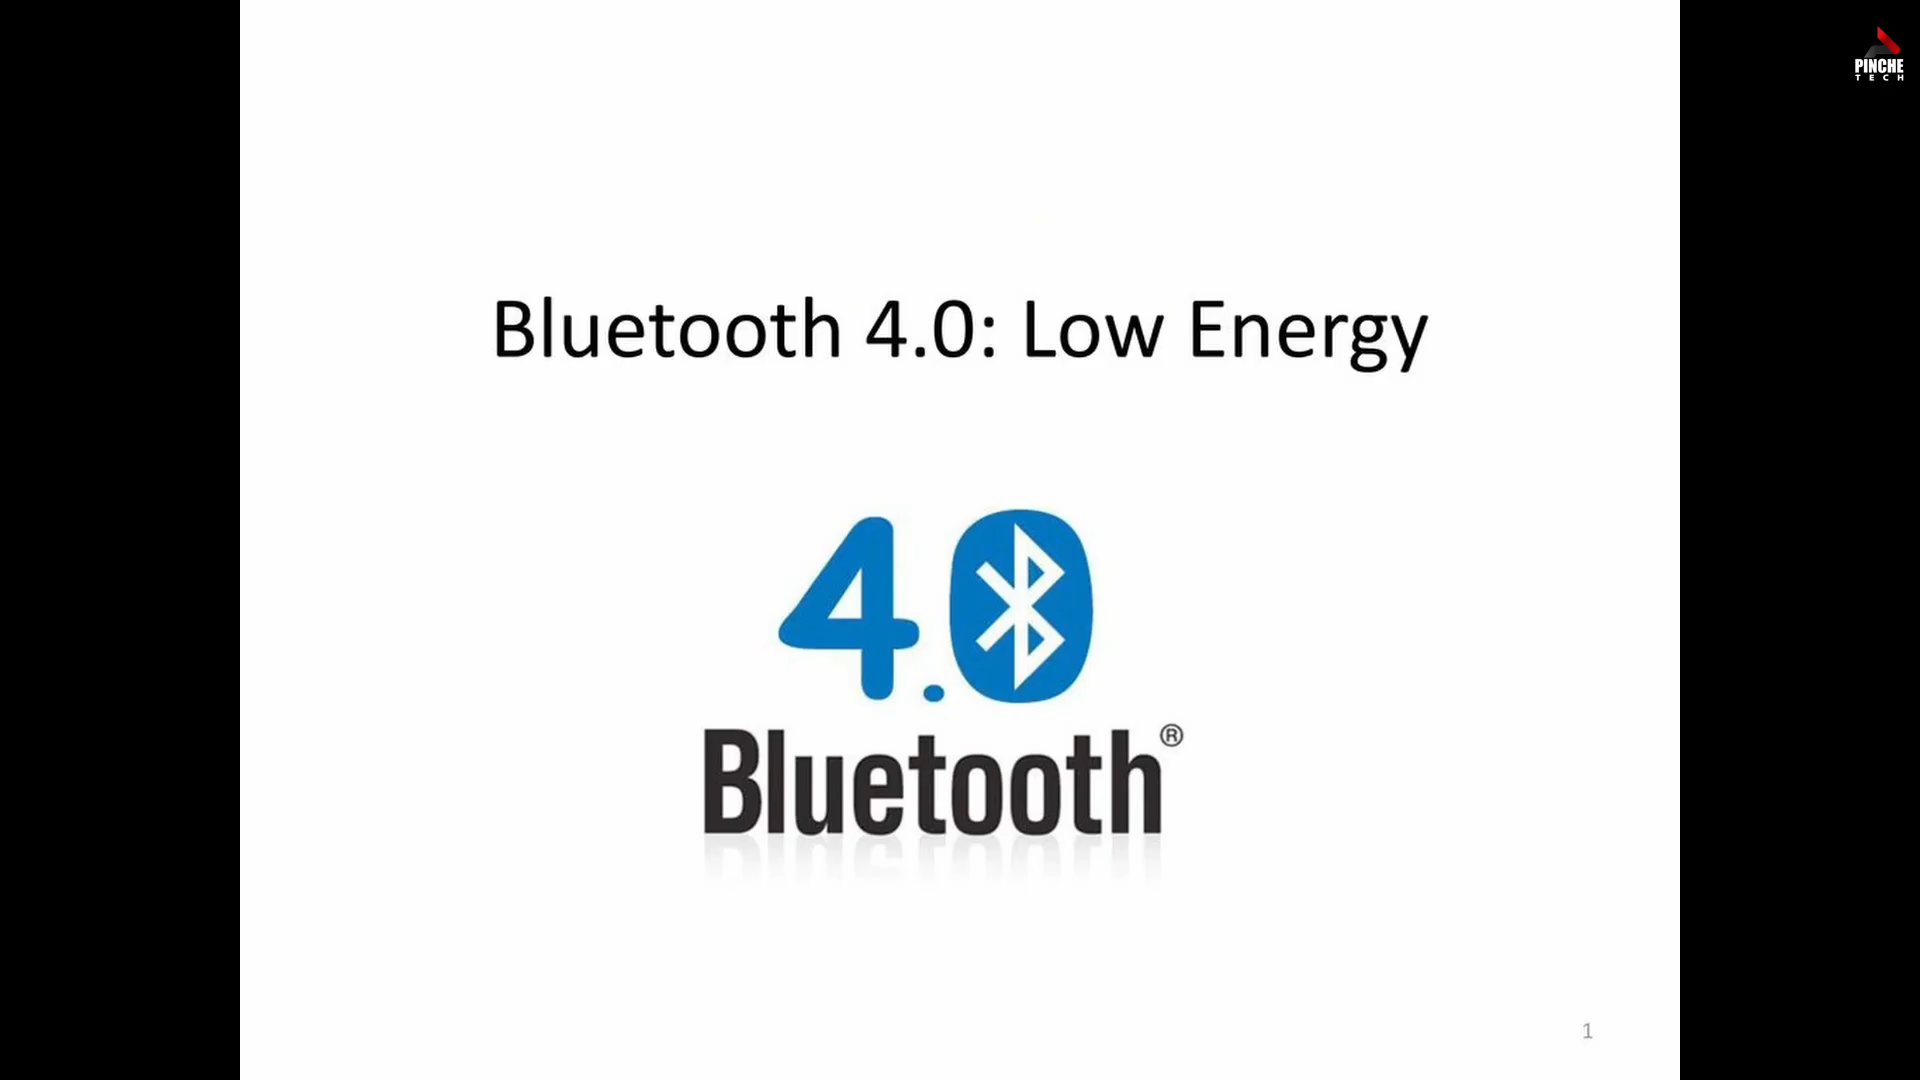 PINCHE
TECH
Bluetooth 4.0: Low Energy
4.0
Bluetooth®
1